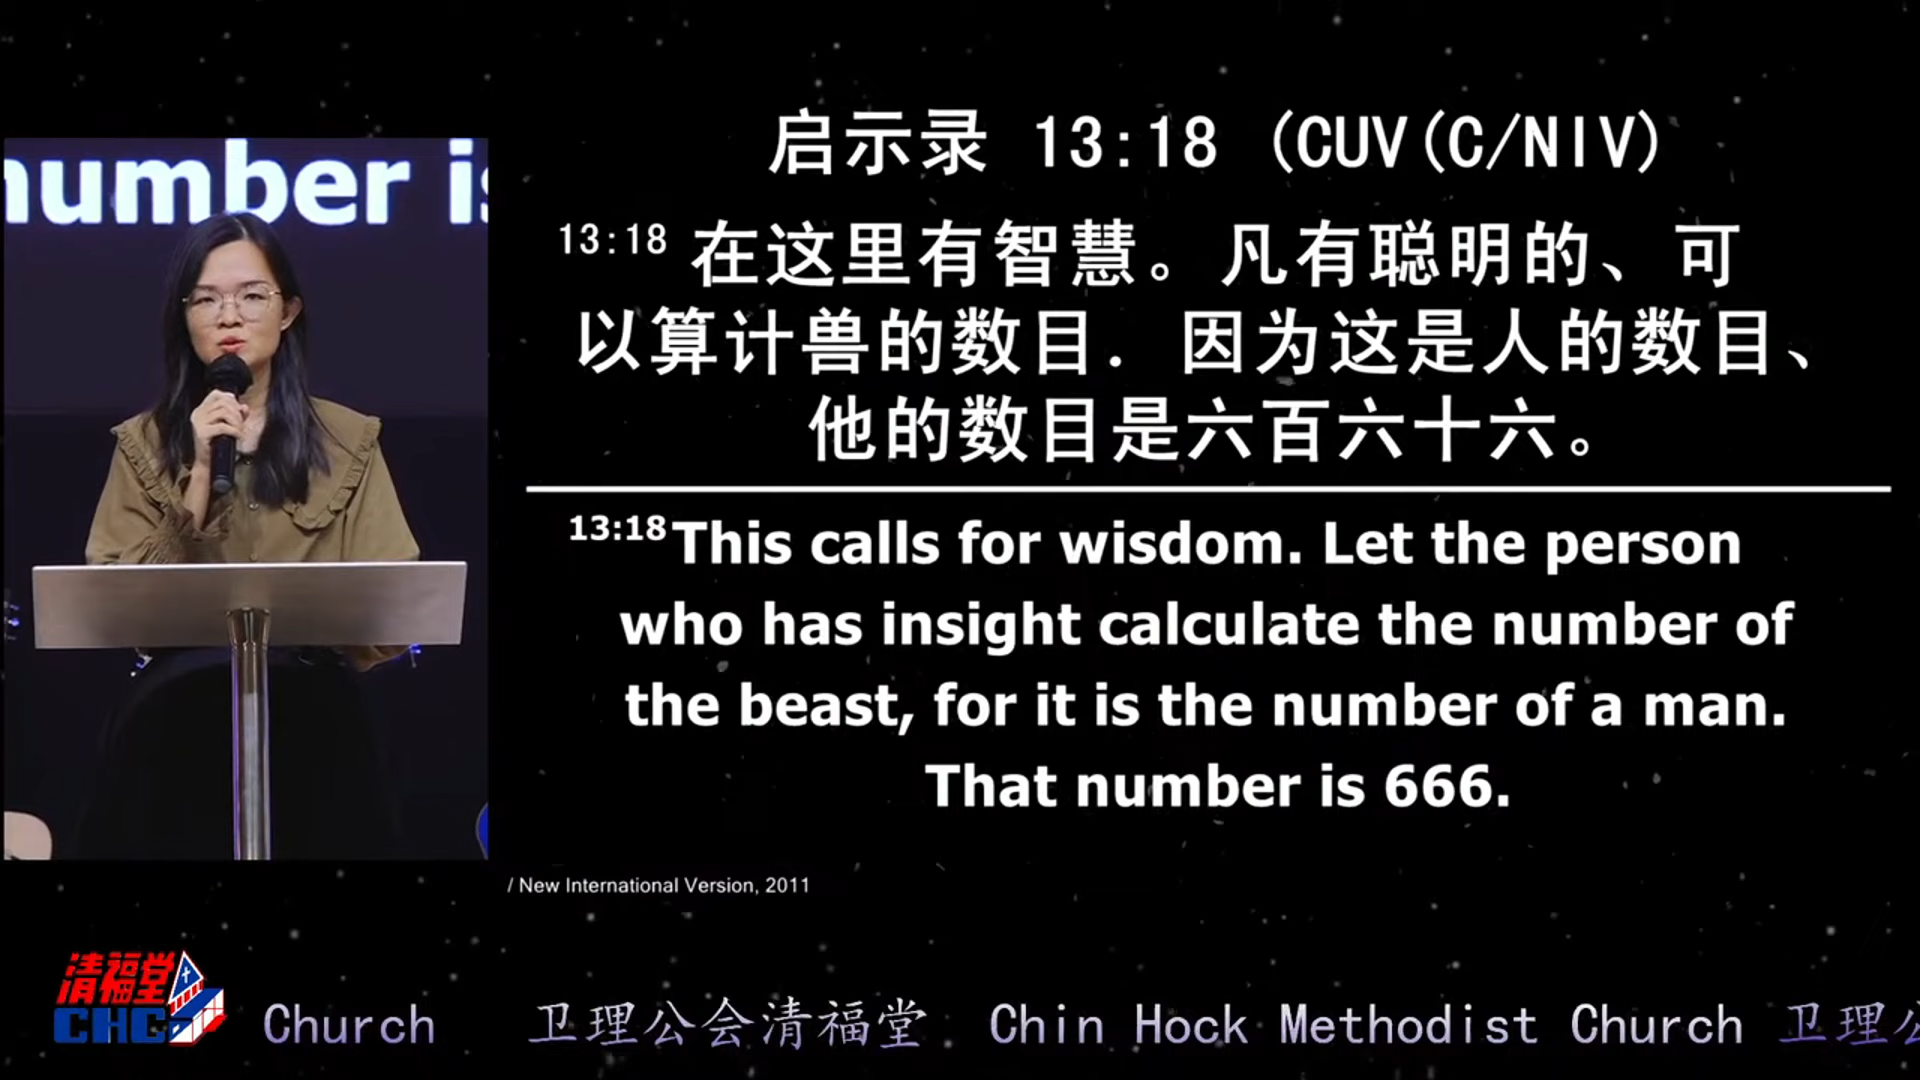 number is
启示录 13:18 (CUV(C/NIV)
13:18 在这里有智慧。凡有聪明的、可
以算计兽的数目． 因为这是人的数目、
他的数目是六百六十六。
13:18 This calls for wisdom. Let the person
who has insight calculate the number of
the beast, for it is the number of a man.
That number is 666.
/ New International Version, 2011
清福堂
CHC
Church 卫理公会清福堂 Chin Hock Methodist Church 卫理公